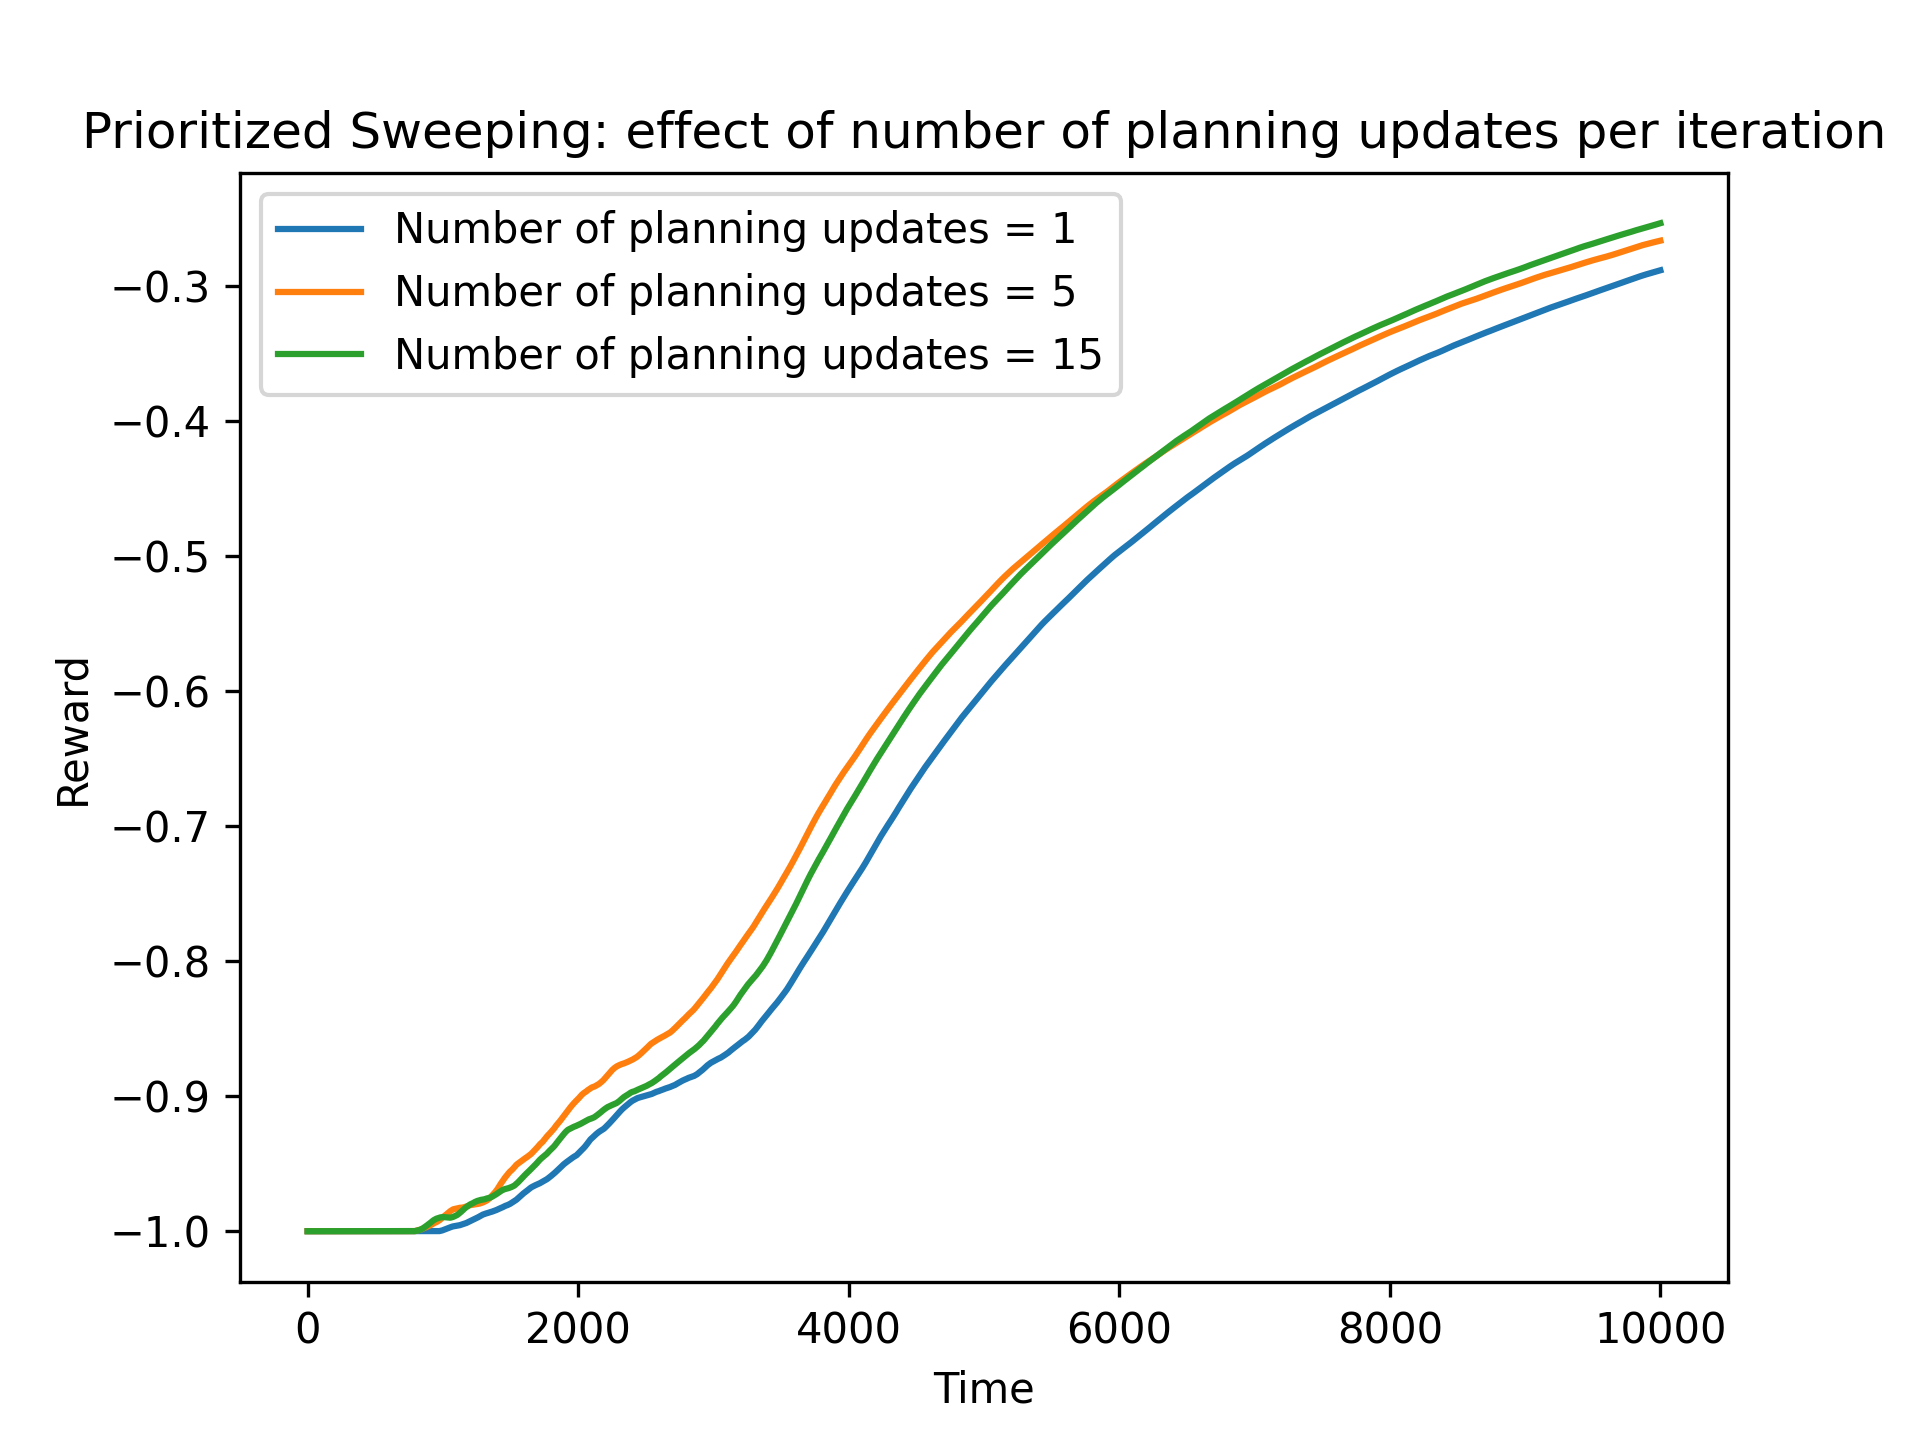 Prioritized Sweeping: effect of number of planning updates per iteration
Number of planning updates = 1
Number of planning updates = 5
Number of planning updates = 15
−0.3
−0.4
−0.5
−0.6
−0.7
−0.8
−0.9
−1.0
Reward
0 2000 4000 6000 8000 10000
Time